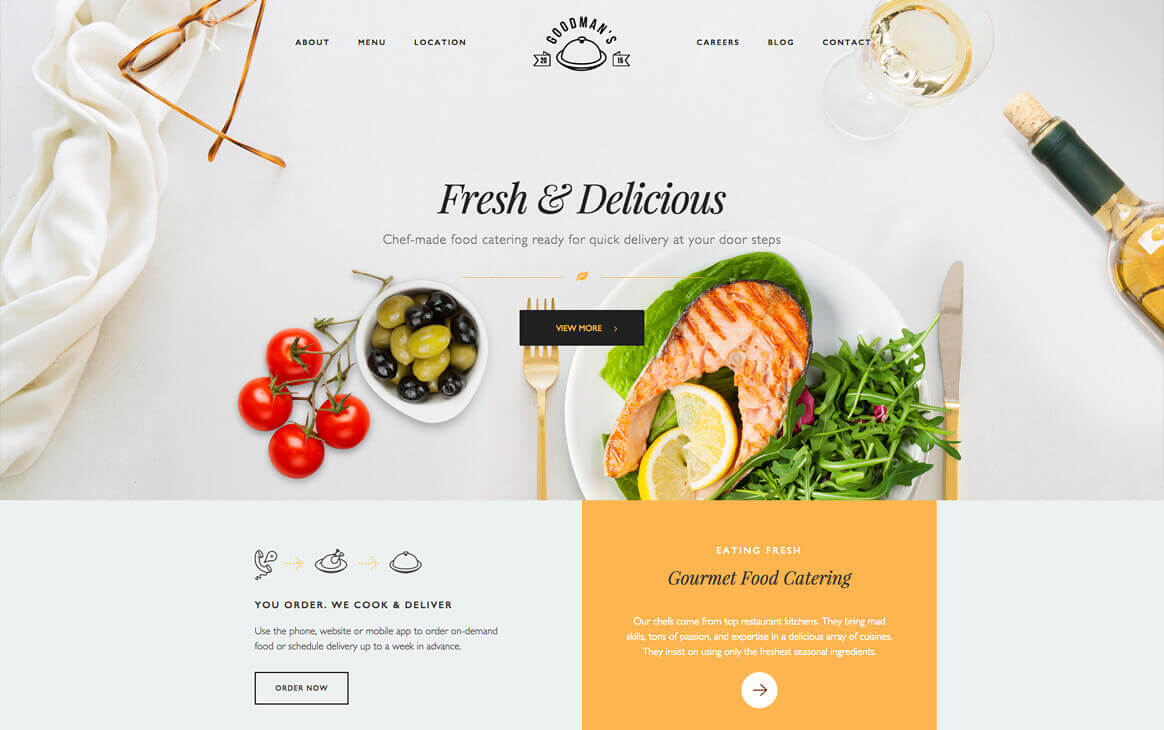 ABOUT MENU LOCATION
GOODMAN'S
20 16
CAREERS BLOG CONTACT
Fresh & Delicious
Chef-made food catering ready for quick delivery at your door steps
VIEW MORE
YOU ORDER. WE COOK & DELIVER
Use the phone, website or mobile app to order on-demand
food or schedule delivery up to a week in advance.
ORDER NOW
EATING FRESH
Gourmet Food Catering
Our chefs come from top restaurant kitchens. They bring mad
skills, tons of passion, and expertise in a delicious array of cuisines.
They insist on using only the freshest seasonal ingredients.